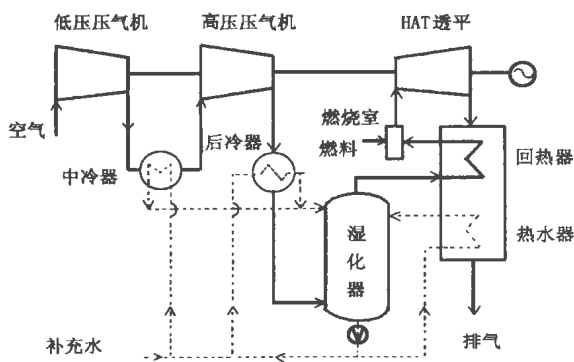 低压压气机
高压压气机
HAT透平
空气
中冷器
后冷器
燃烧室
燃料
回热器
湿化器
热水器
补充水
排气